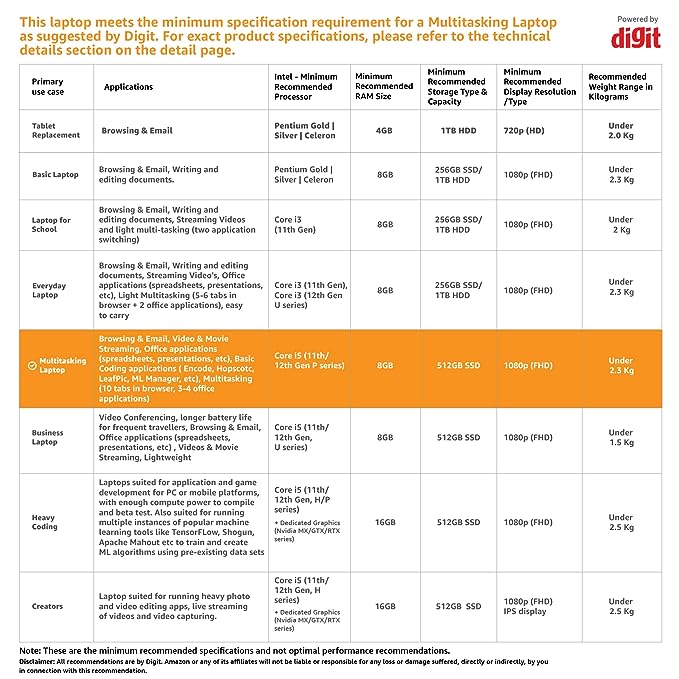 This laptop meets the minimum specification requirement for a Multitasking Laptop
as suggested by Digit. For exact product specifications, please refer to the technical
details section on the detail page.
Powered by
digit
Primary
use case
Applications
Intel - Minimum
Recommended
Processor
Minimum
Recommended
RAM Size
Minimum
Recommended
Storage Type &
Capacity
Minimum
Recommended
Display Resolution
/Type
Recommended
Weight Range in
Kilograms
Tablet
Replacement
Browsing & Email
Pentium Gold |
Silver | Celeron
4GB
1TB HDD
720p (HD)
Under
2.0 Kg
Basic Laptop
Browsing & Email, Writing and
editing documents.
Pentium Gold |
Silver | Celeron
8GB
256GB SSD/
1TB HDD
1080p (FHD)
Under
2.3 Kg
Laptop for
School
Browsing & Email, Writing and
editing documents, Streaming Videos
and light multi-tasking (two application
switching)
Core i3
(11th Gen)
8GB
256GB SSD/
1TB HDD
1080p (FHD)
Under
2 Kg
Everyday
Laptop
Browsing & Email, Writing and editing
documents, Streaming Video's, Office
applications (spreadsheets, presentations,
etc), Light Multitasking (5-6 tabs in
browser + 2 office applications), easy
to carry
Core i3 (11th Gen),
Core i3 (12th Gen
U series)
8GB
256GB SSD/
1TB HDD
1080p (FHD)
Under
2.3 Kg
Multitasking
Laptop
Browsing & Email, Video & Movie
Streaming, Office applications
(spreadsheets, presentations, etc), Basic
Coding applications ( Encode, Hopscotc,
LeafPic, ML Manager, etc), Multitasking
(10 tabs in browser, 3-4 office
applications)
Core i5 (11th/
12th Gen P series)
8GB
512GB SSD
1080p (FHD)
Under
2.3 Kg
Business
Laptop
Video Conferencing, longer battery life
for frequent travellers, Browsing & Email,
Office applications (spreadsheets,
presentations, etc) , Videos & Movie
Streaming, Lightweight
Core i5 (11th/
12th Gen,
U series)
8GB
512GB SSD
1080p (FHD)
Under
1.5 Kg
Heavy
Coding
Laptops suited for application and game
development for PC or mobile platforms,
with enough compute power to compile
and beta test. Also suited for running
multiple instances of popular machine
learning tools like TensorFLow, Shogun,
Apache Mahout etc to train and create
ML algorithms using pre-existing data sets
Core i5 (11th/
12th Gen, H/P
series)
+ Dedicated Graphics
(Nvidia MX/GTX/RTX
series)
16GB
512GB SSD
1080p (FHD)
Under
2.5 Kg
Creators
Laptop suited for running heavy photo
and video editing apps, live streaming
of videos and video capturing.
Core i5 (11th/
12th Gen, H
series)
+ Dedicated Graphics
(Nvidia MX/GTX/RTX
series)
16GB
512GB SSD
1080p (FHD)
IPS display
Under
2.5 Kg
Note: These are the minimum recommended specifications and not optimal performance recommendations.
Disclaimer: All recommendations are by Digit. Amazon or any of its affiliates will not be liable or responsible for any loss or damage suffered, directly or indirectly, by you
in connection with this recommendation.